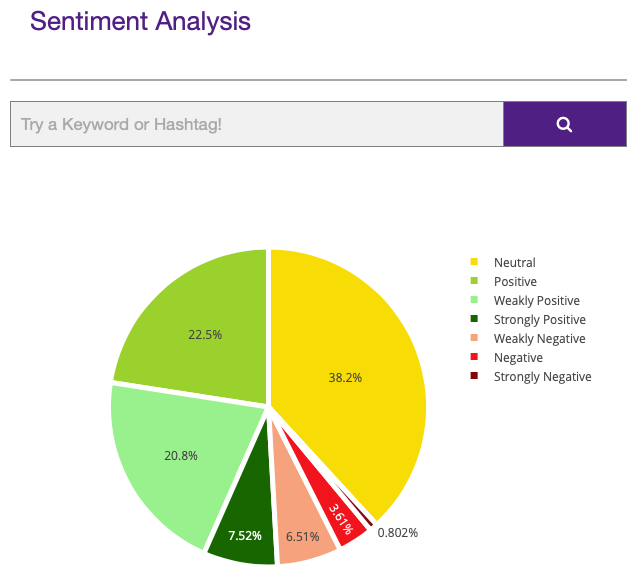 Sentiment Analysis
Try a Keyword or Hashtag!
Neutral
Positive
Weakly Positive
Strongly Positive
Weakly Negative
Negative
Strongly Negative
22.5%
38.2%
20.8%
7.52%
6.51%
3.61%
0.802%